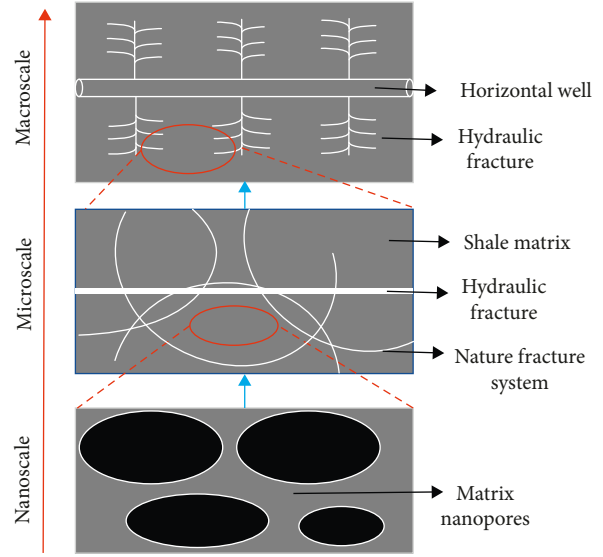 Macroscale
Horizontal well
Hydraulic
fracture
Microscale
Shale matrix
Hydraulic
fracture
Nature fracture
system
Nanoscale
Matrix
nanopores